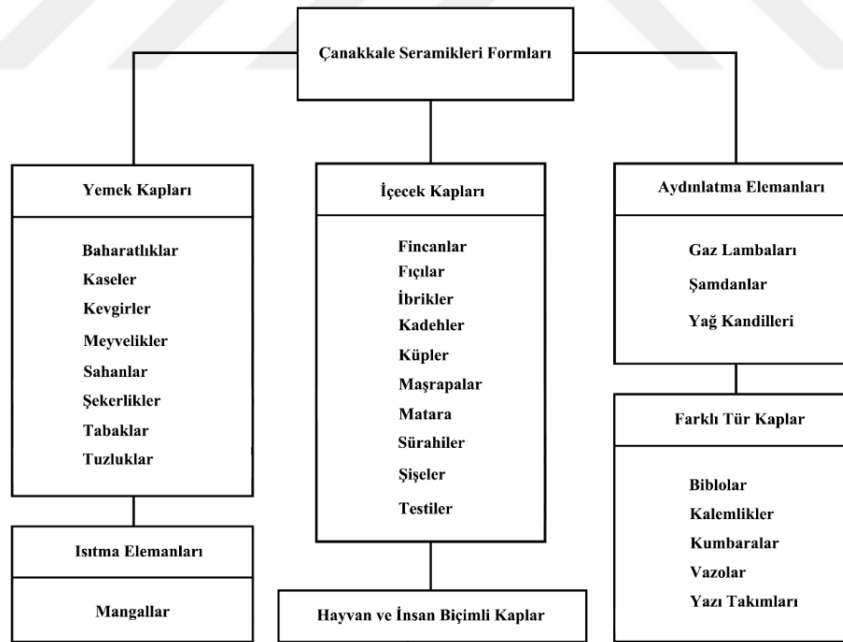 Çanakkale Seramikleri Formları
Yemek Kapları
Baharatlıklar
Kaseler
Kevgirler
Meyvelikler
Sahanlar
Şekerlikler
Tabaklar
Tuzluklar
Isıtma Elemanları
Mangallar
İçecek Kapları
Fincanlar
Fıçılar
İbrikler
Kadehler
Küpler
Maşrapalar
Matara
Sürahiler
Şişeler
Testiler
Hayvan ve İnsan Biçimli Kaplar
Aydınlatma Elemanları
Gaz Lambaları
Şamdanlar
Yağ Kandilleri
Farklı Tür Kaplar
Biblolar
Kalemlikler
Kumbaralar
Vazolar
Yazı Takımları